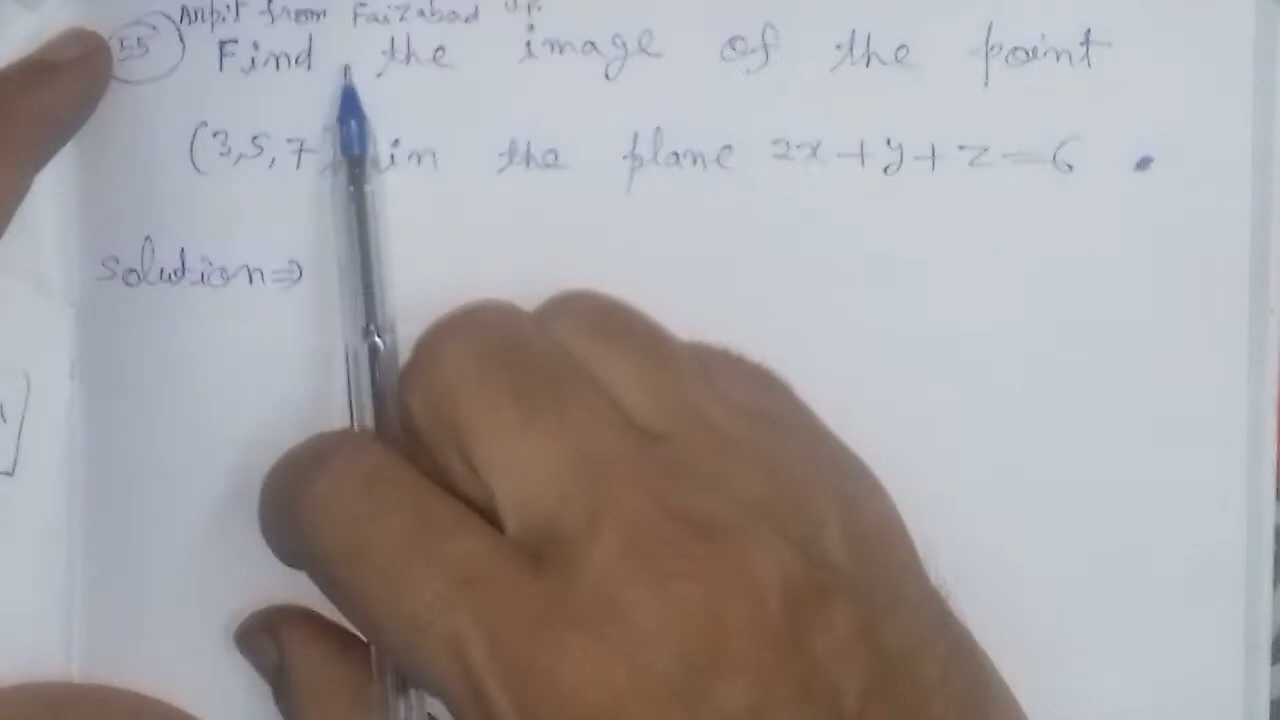 Arpit from Faizabad U.P.
55 Find the image of the point
(3,5,7) in the plane 2x+y+z=6 .
Solution⇒